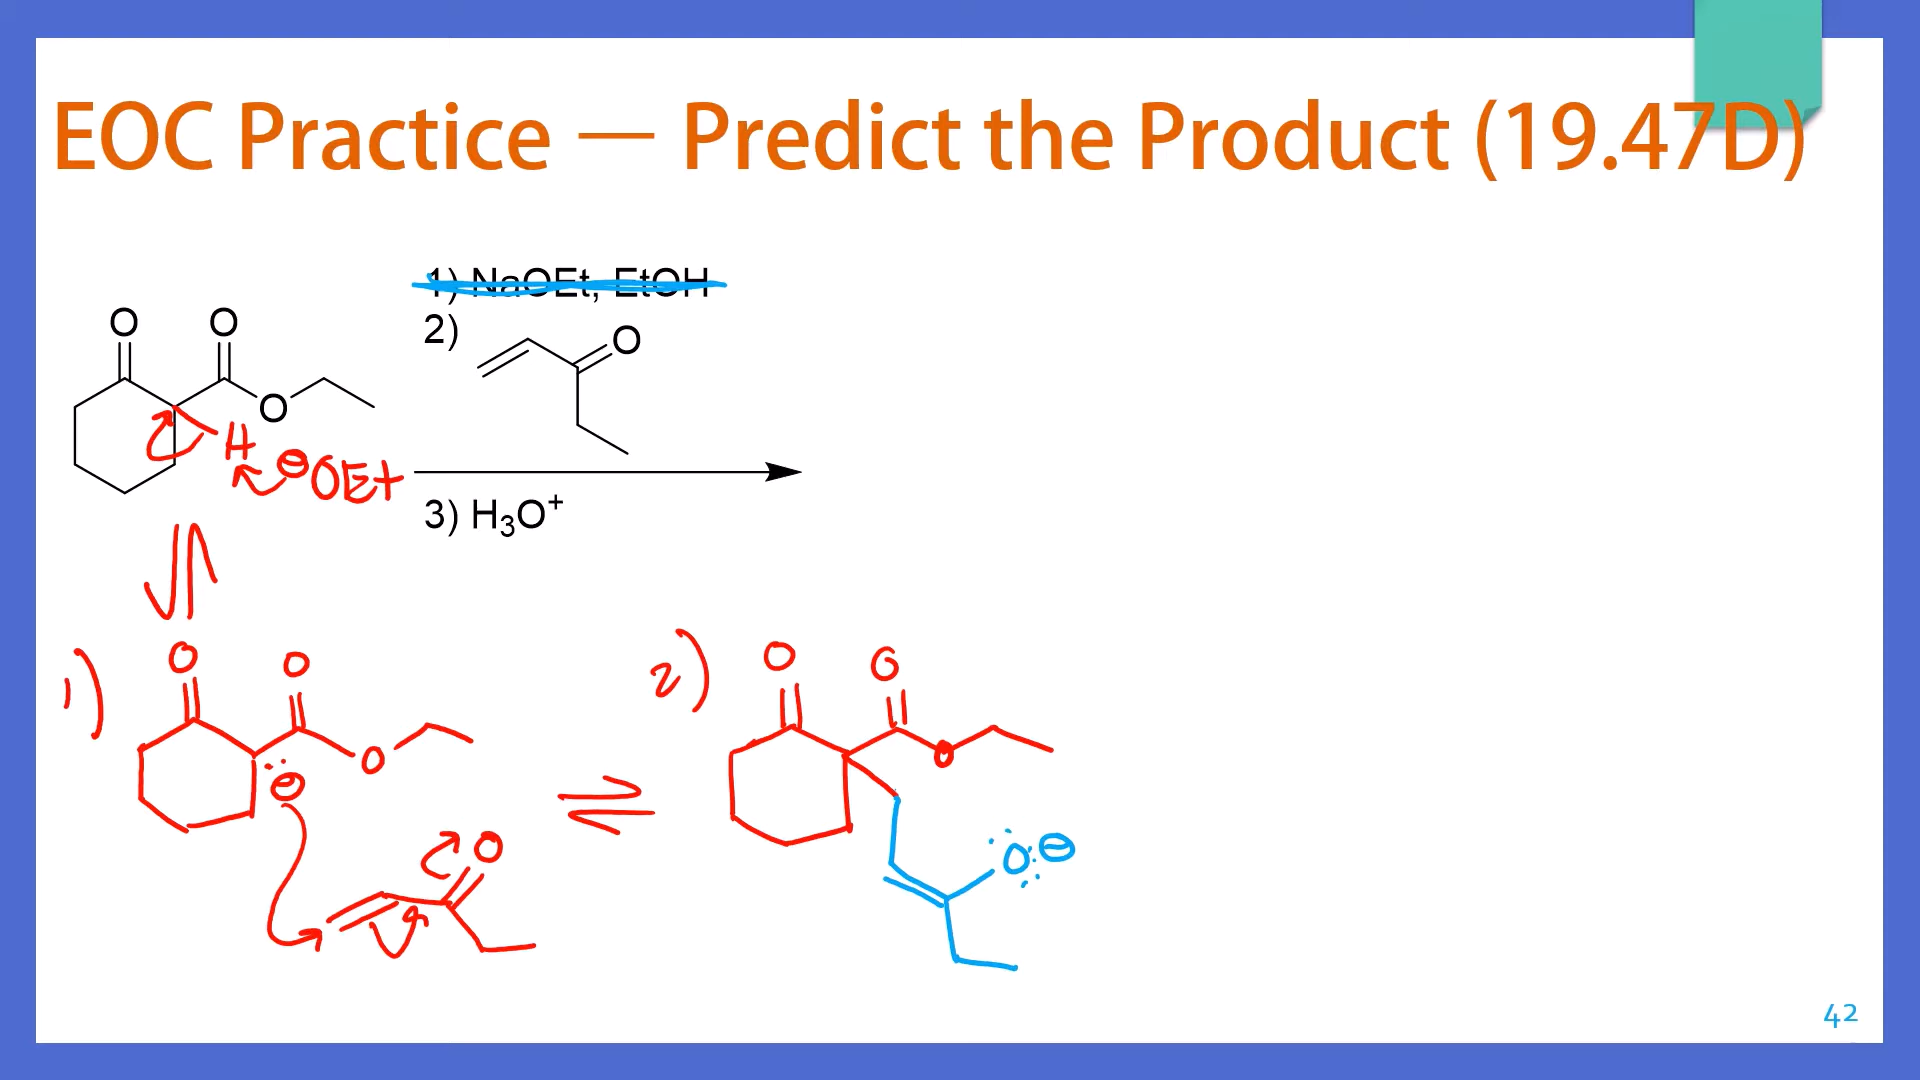 EOC Practice — Predict the Product (19.47D)
1) NaOEt, EtOH
2)
O
O
O
O
H
⊖OEt
3) H₃O⁺
1)
O
O
O
⊖
O
2)
O
O
O
O⊖
42